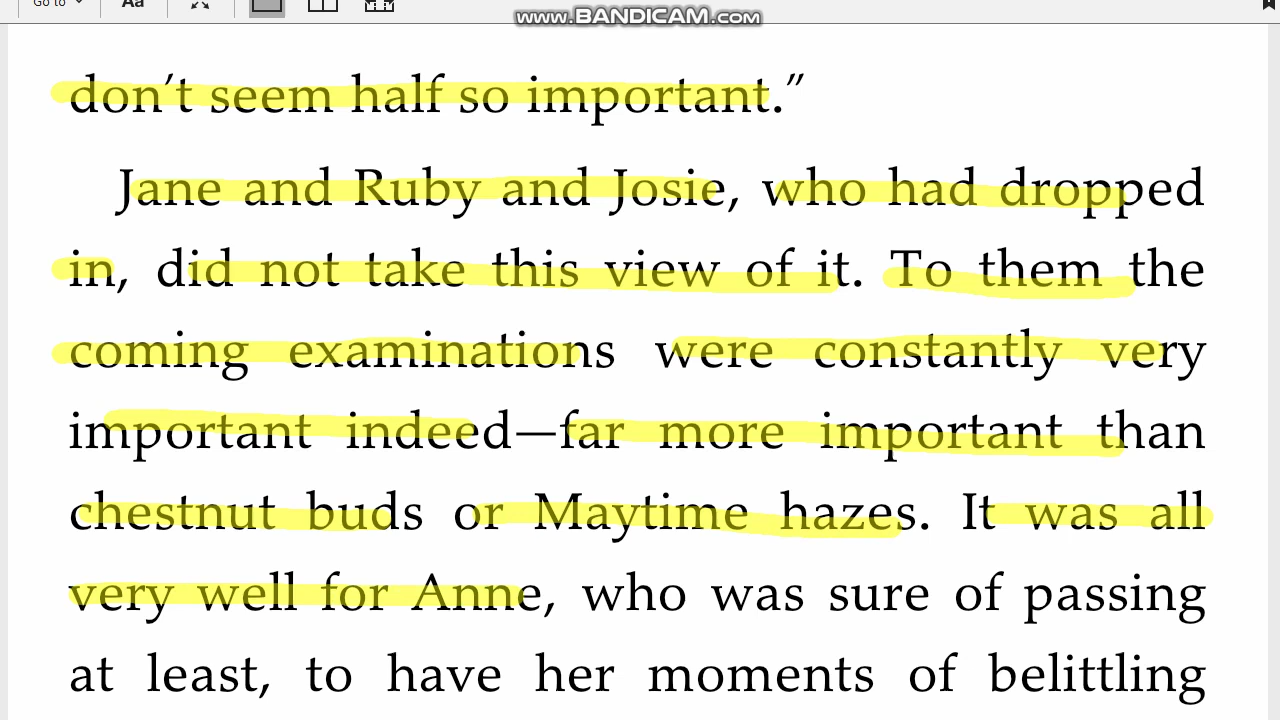 Go to
Aa
www.BANDICAM.com
don't seem half so important.”
Jane and Ruby and Josie, who had dropped
in, did not take this view of it. To them the
coming examinations were constantly very
important indeed—far more important than
chestnut buds or Maytime hazes. It was all
very well for Anne, who was sure of passing
at least, to have her moments of belittling